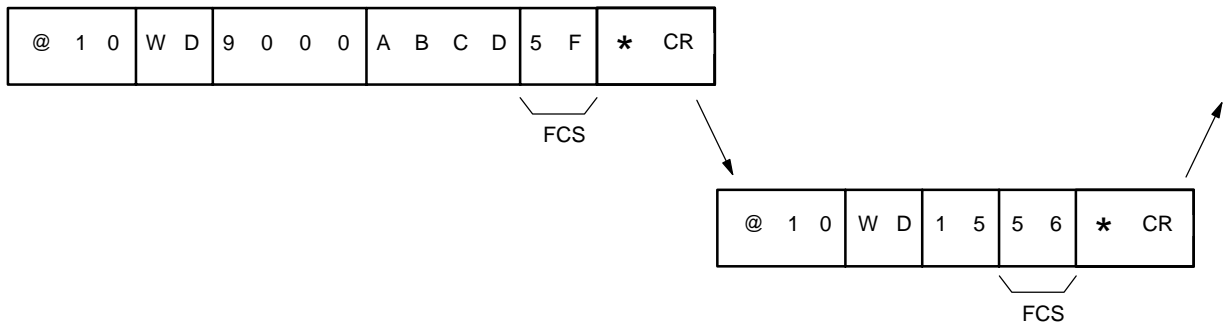 @ 1 0 W D 9 0 0 0 A B C D 5 F * CR
FCS
@ 1 0 W D 1 5 5 6 * CR
FCS